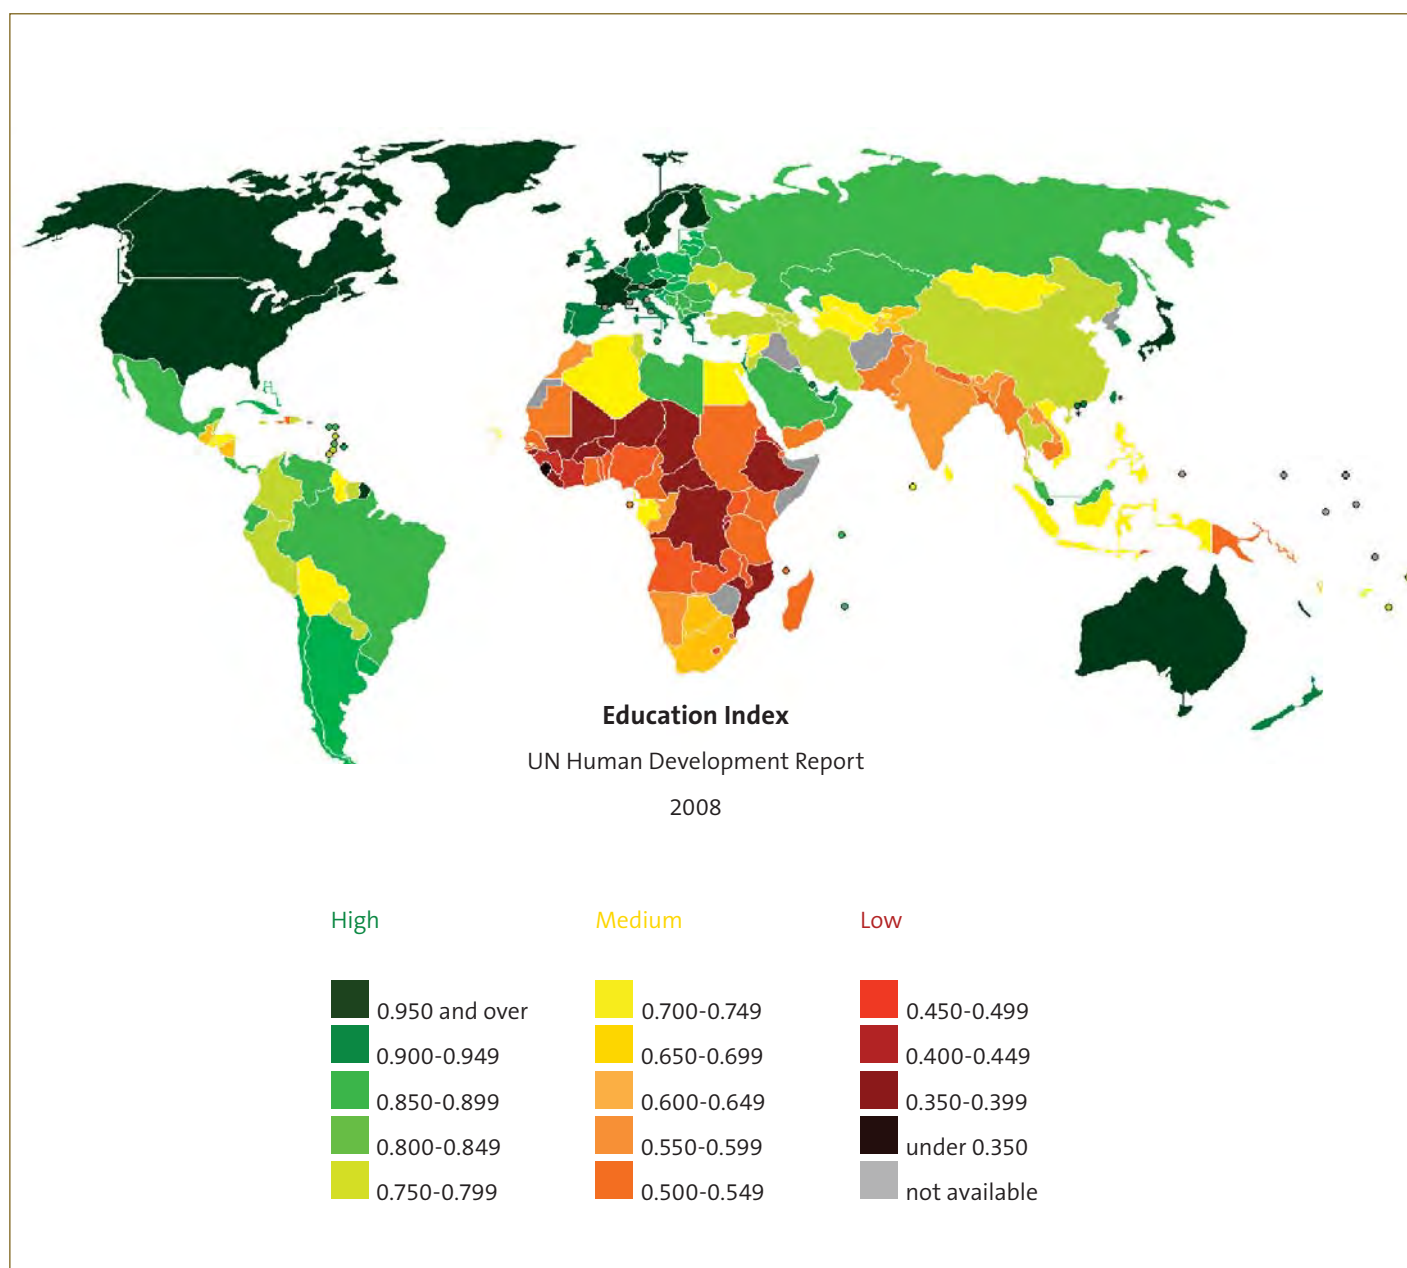 Education Index
UN Human Development Report
2008
High
0.950 and over
0.900-0.949
0.850-0.899
0.800-0.849
0.750-0.799
Medium
0.700-0.749
0.650-0.699
0.600-0.649
0.550-0.599
0.500-0.549
Low
0.450-0.499
0.400-0.449
0.350-0.399
under 0.350
not available